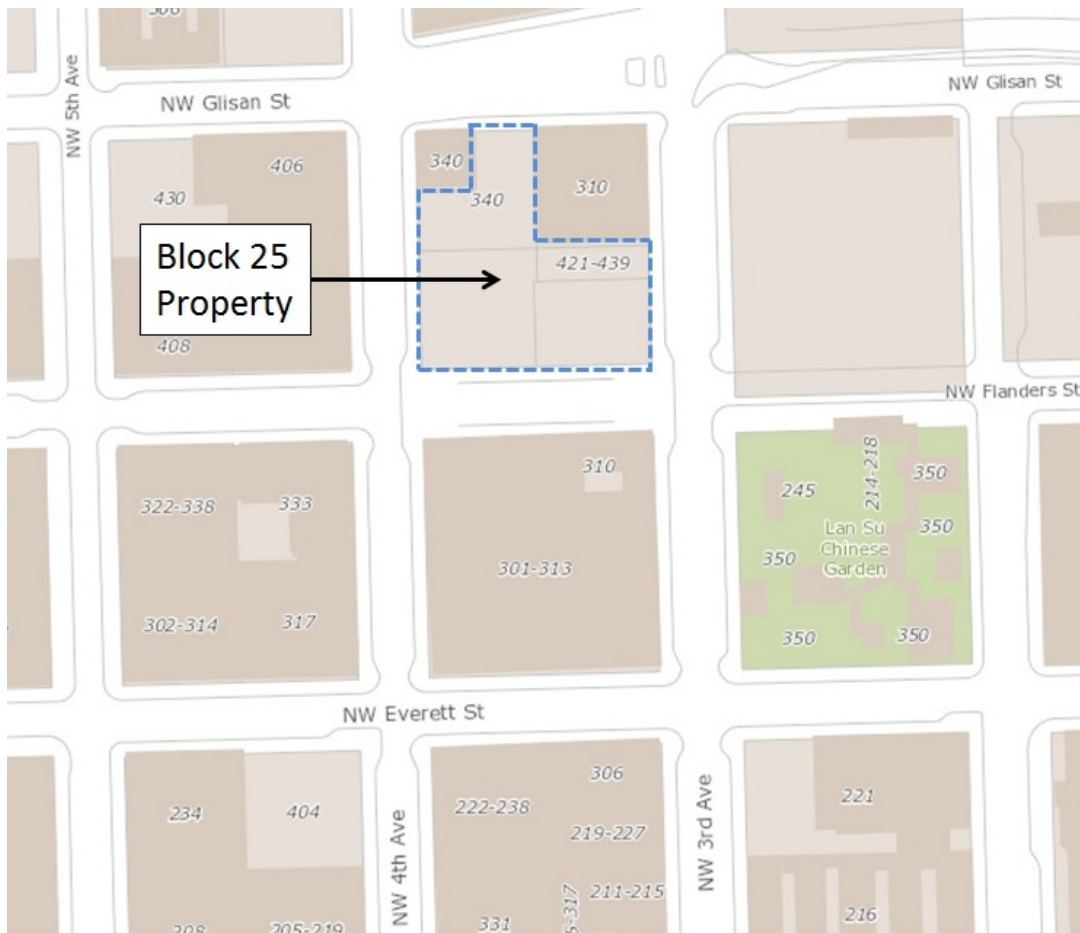 NW 5th Ave
NW Glisan St
NW Glisan St
406
430
340
340
310
421-439
Block 25
Property
408
NW Flanders St
322-338
333
310
301-313
302-314
317
245
214-218
350
350
350
Lan Su
Chinese
Garden
350
350
NW Everett St
234
404
NW 4th Ave
306
222-238
219-227
211-215
331
NW 3rd Ave
221
216
205-219